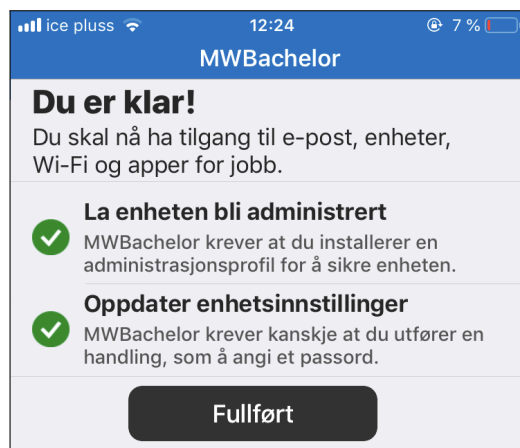 ice pluss 12:24 7 %
MWBachelor
Du er klar!
Du skal nå ha tilgang til e-post, enheter,
Wi-Fi og apper for jobb.
La enheten bli administrert
MWBachelor krever at du installerer en
administrasjonsprofil for å sikre enheten.
Oppdater enhetsinnstillinger
MWBachelor krever kanskje at du utfører en
handling, som å angi et passord.
Fullført